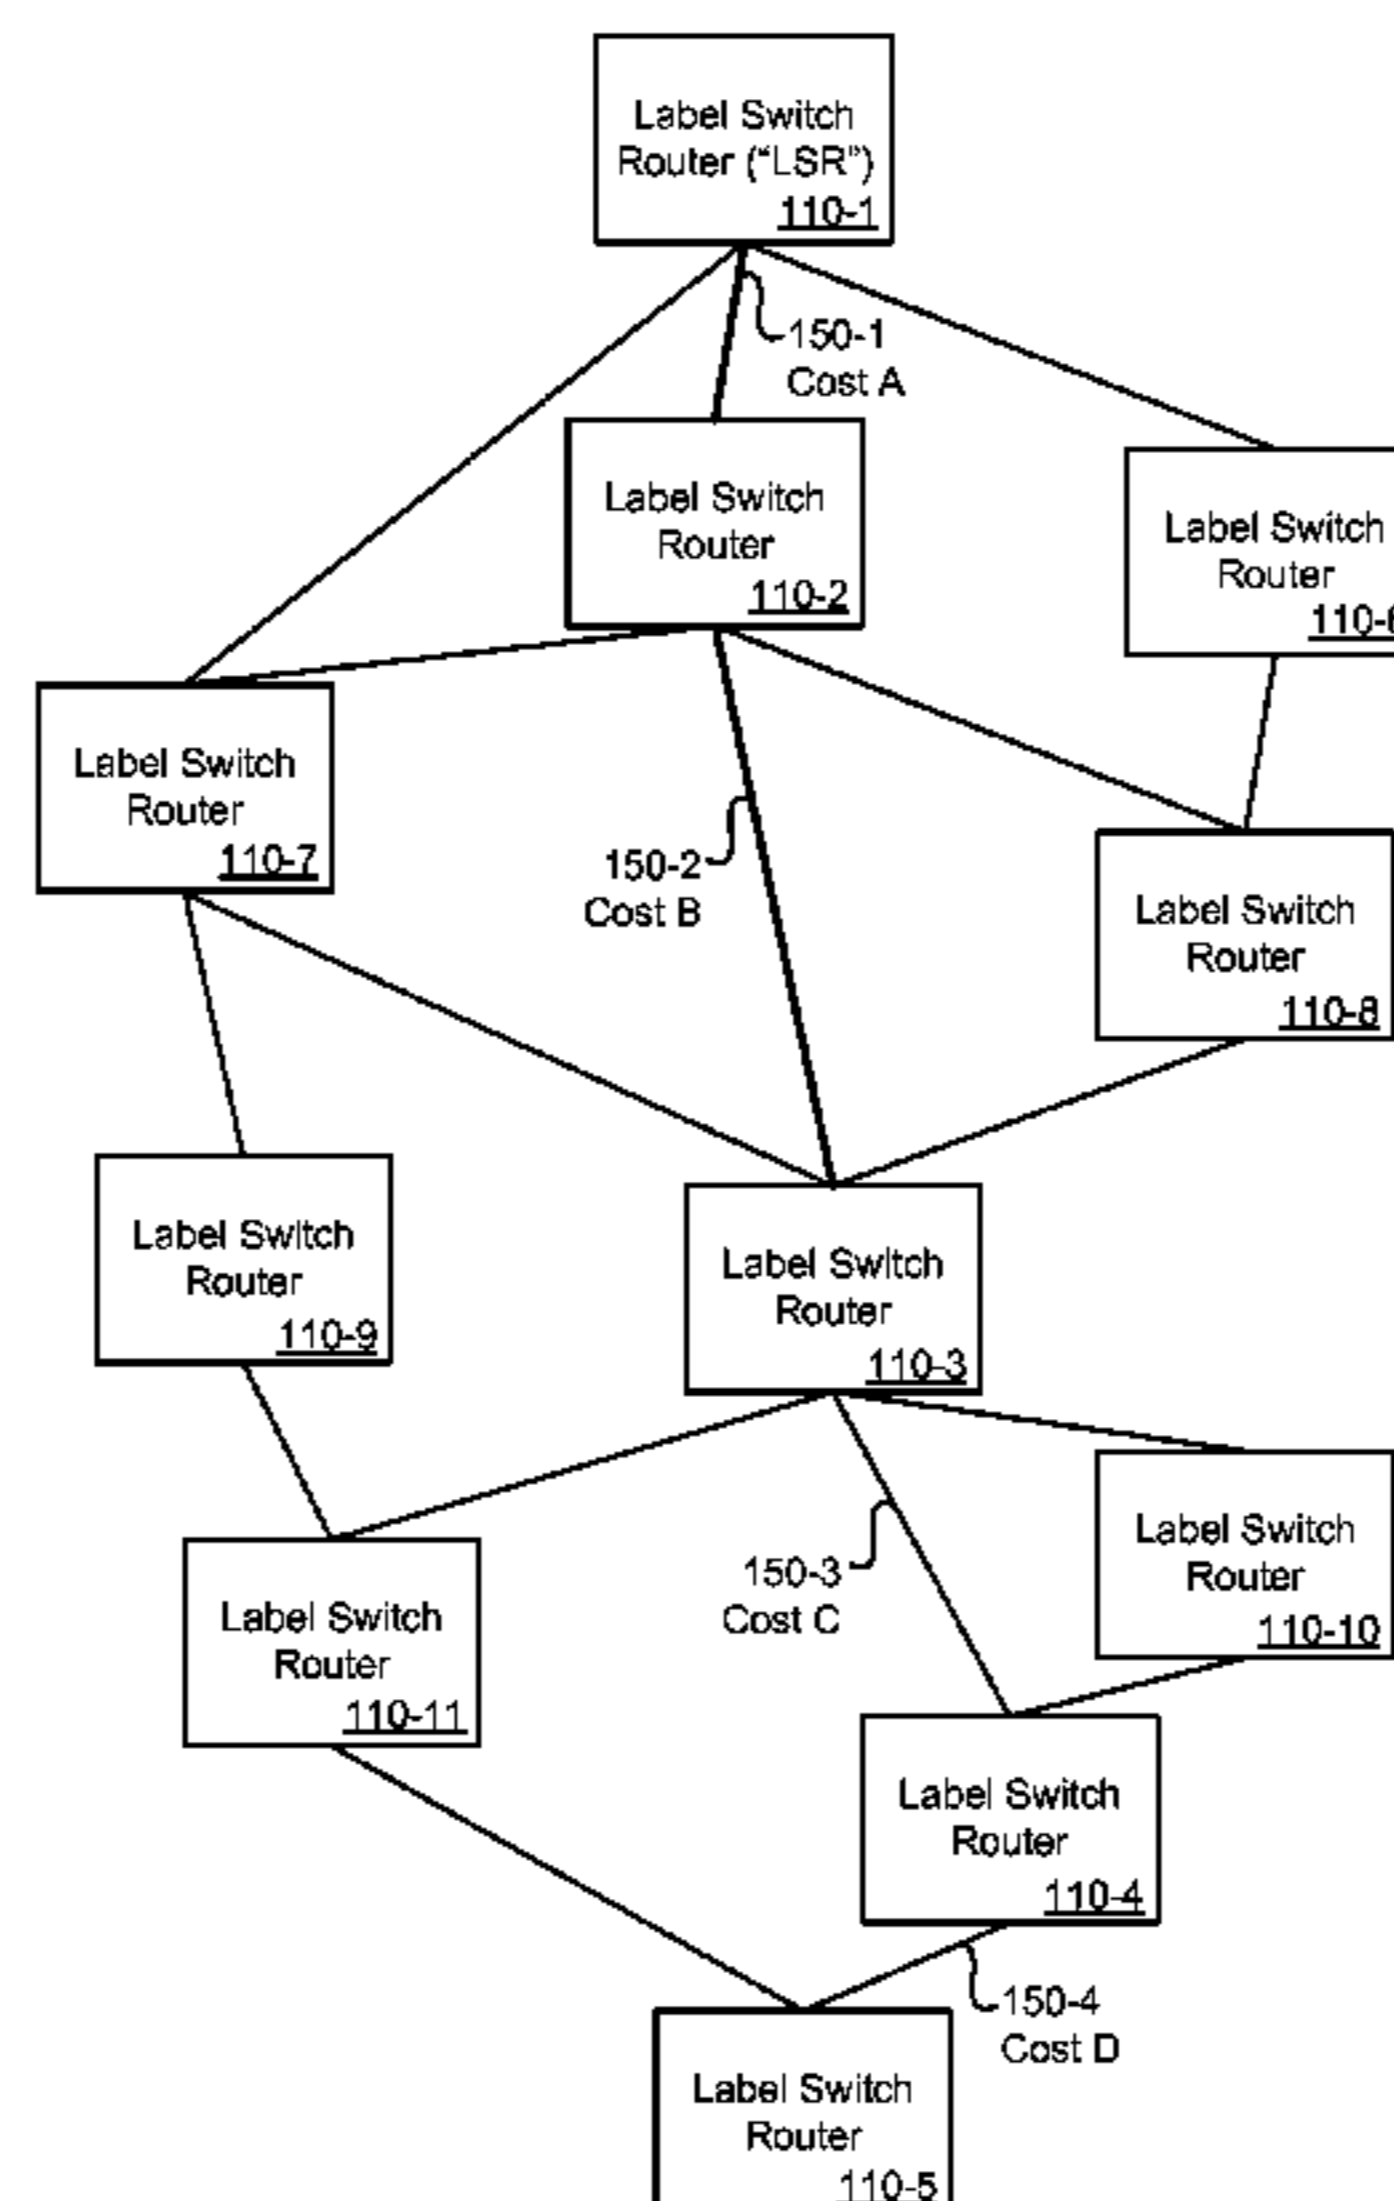 Label Switch
Router ("LSR")
110-1
150-1
Cost A
Label Switch
Router
110-2
Label Switch
Router
Label Switch
Router
110-7
150-2
Cost B
Label Switch
Router
110-8
Label Switch
Router
110-9
Label Switch
Router
110-3
Label Switch
Router
110-10
150-3
Cost C
Label Switch
Router
110-11
Label Switch
Router
110-4
150-4
Cost D
Label Switch
Router
110-5